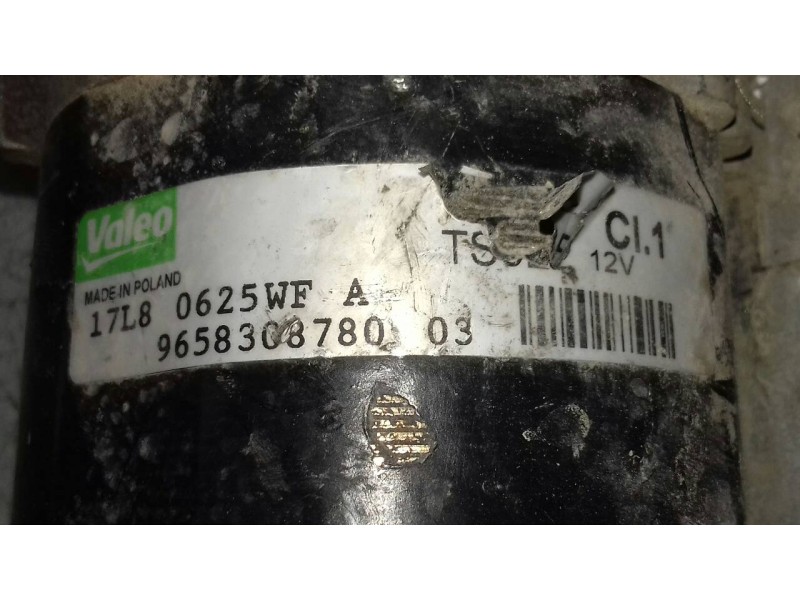 Valeo
MADE-IN POLAND
Cl.1
12V
17L8 0625WF A
9658308780 03